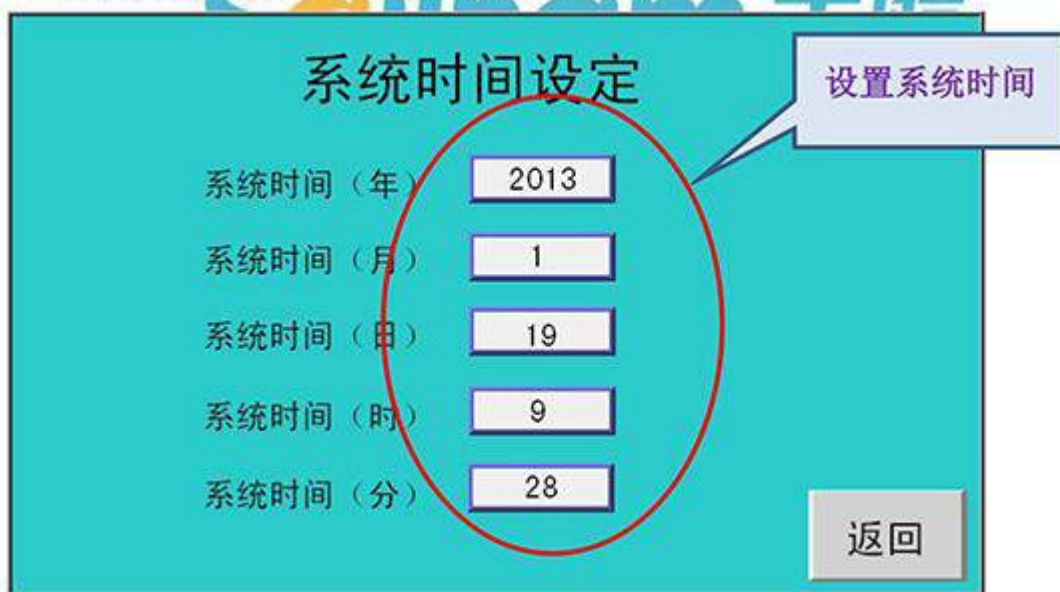 系统时间设定
设置系统时间
系统时间（年） 2013
系统时间（月） 1
系统时间（日） 19
系统时间（时） 9
系统时间（分） 28
返回